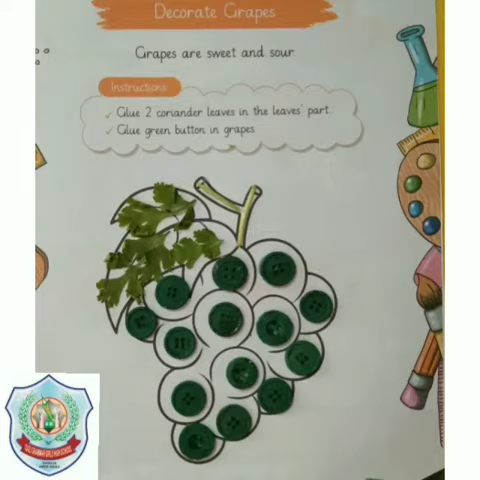 Decorate Grapes
Grapes are sweet and sour
Instructions:
Glue 2 coriander leaves in the leaves' part.
Glue green button in grapes.